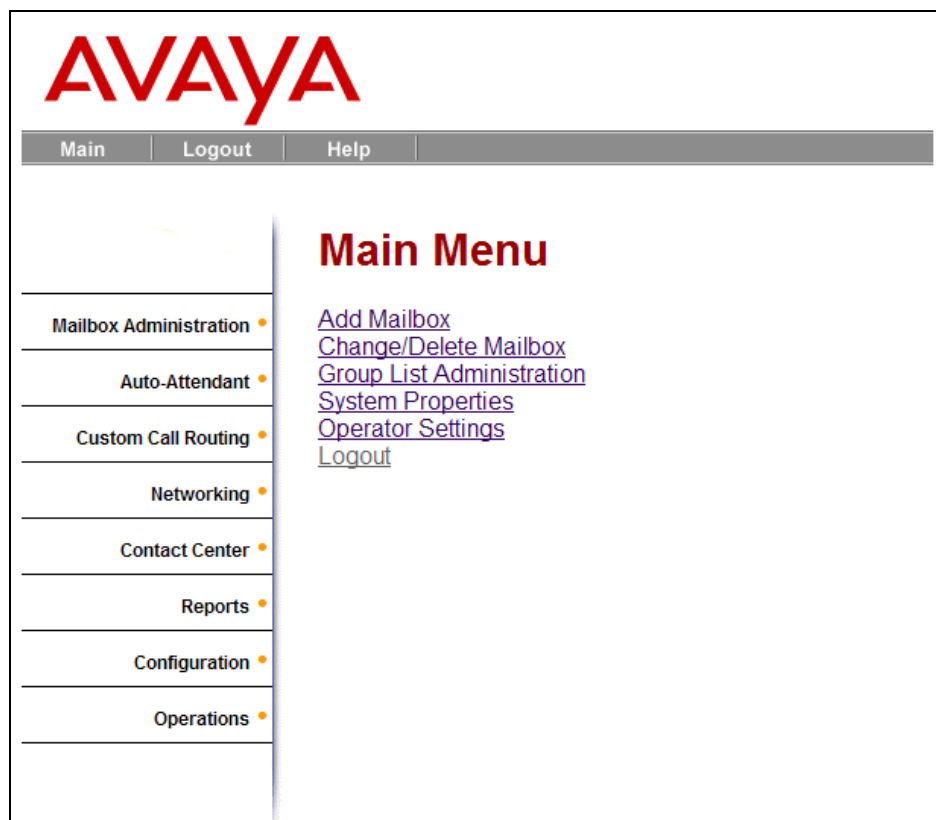 AVAYA
Main Logout Help
Main Menu
Mailbox Administration
Auto-Attendant
Custom Call Routing
Networking
Contact Center
Reports
Configuration
Operations
Add Mailbox
Change/Delete Mailbox
Group List Administration
System Properties
Operator Settings
Logout